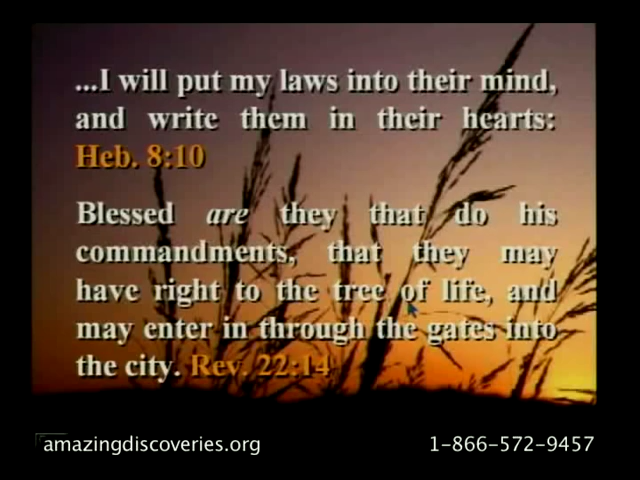 ...I will put my laws into their mind,
and write them in their hearts:
Heb. 8:10
Blessed are they that do his
commandments, that they may
have right to the tree of life, and
may enter in through the gates into
the city. Rev. 22:14
amazingdiscoveries.org
1-866-572-9457